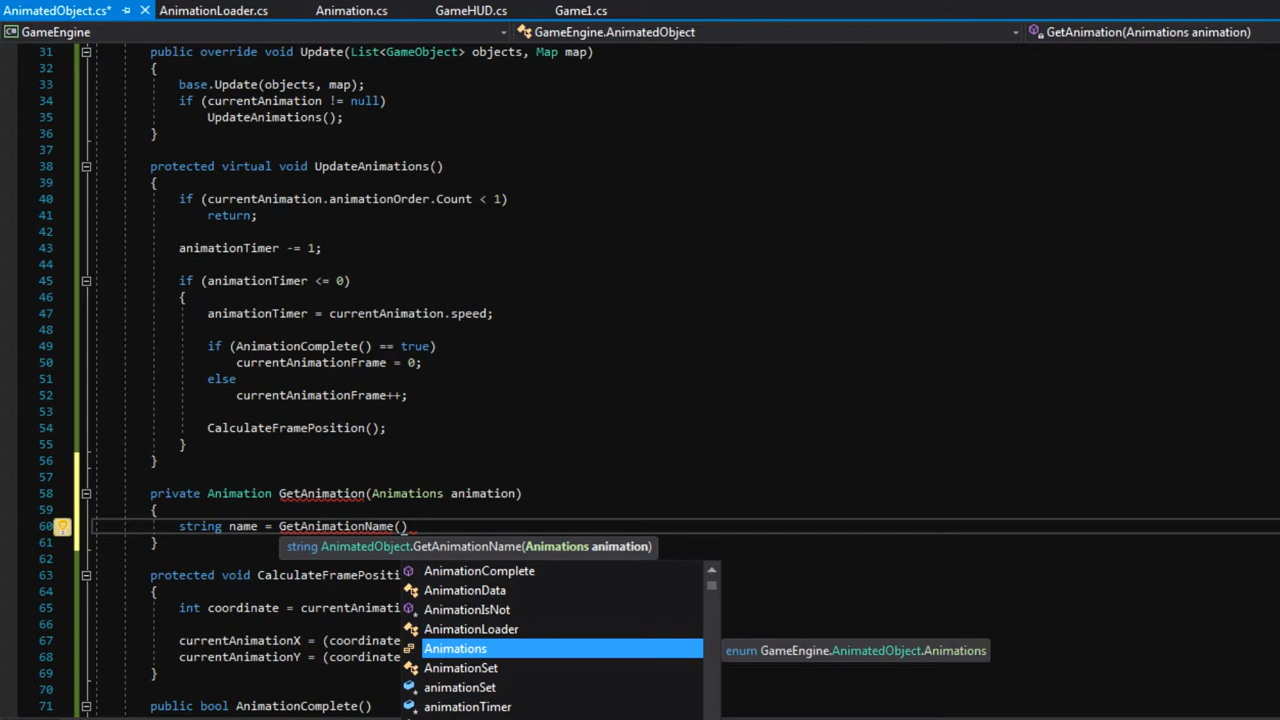 AnimatedObject.cs* AnimationLoader.cs Animation.cs GameHUD.cs Game1.cs
GameEngine GameEngine.AnimatedObject GetAnimation(Animations animation)
31 public override void Update(List<GameObject> objects, Map map)
32 {
33 base.Update(objects, map);
34 if (currentAnimation != null)
35 UpdateAnimations();
36 }
37
38 protected virtual void UpdateAnimations()
39 {
40 if (currentAnimation.animationOrder.Count < 1)
41 return;
42
43 animationTimer -= 1;
44
45 if (animationTimer <= 0)
46 {
47 animationTimer = currentAnimation.speed;
48
49 if (AnimationComplete() == true)
50 currentAnimationFrame = 0;
51 else
52 currentAnimationFrame++;
53
54 CalculateFramePosition();
55 }
56 }
57
58 private Animation GetAnimation(Animations animation)
59 {
60 string name = GetAnimationName()
61 }
string AnimatedObject.GetAnimationName(Animations animation)
62
63 protected void CalculateFramePositi
64 {
65 int coordinate = currentAnimati
66
67 currentAnimationX = (coordinate
68 currentAnimationY = (coordinate
69 }
70
71 public bool AnimationComplete()
AnimationComplete
AnimationData
AnimationIsNot
AnimationLoader
Animations
AnimationSet
animationSet
animationTimer
enum GameEngine.AnimatedObject.Animations